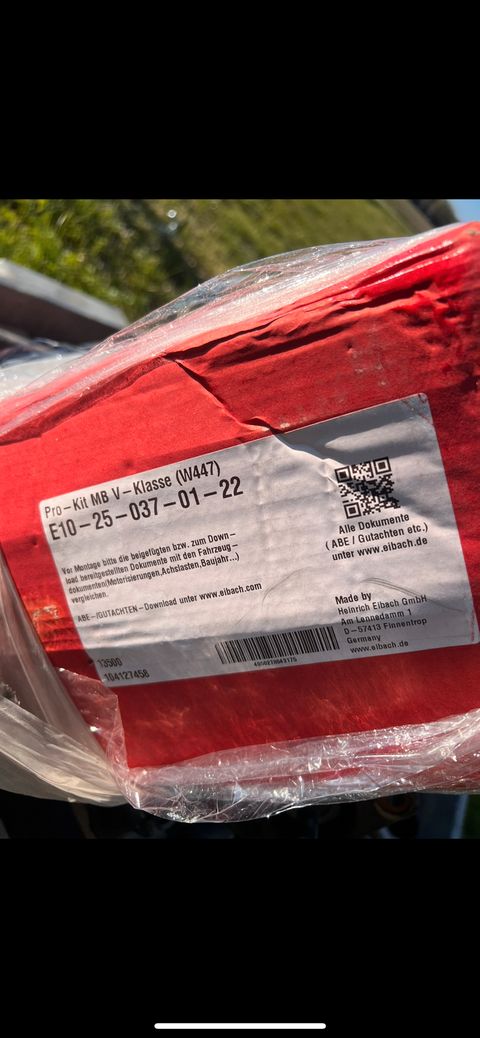 Pro-Kit MB V-Klasse (W447)
E10-25-037-01-22
Vor Montage bitte die beigefügten bzw. zum Down-
load bereitgestellten Dokumente mit den Fahrzeug-
dokumenten(Motorisierungen,Achslasten,Baujahr...)
vergleichen.
ABE-/GUTACHTEN-Download unter www.eibach.com
13500
104127458
Alle Dokumente
( ABE / Gutachten etc.)
unter www.eibach.de
Made by
Heinrich Eibach GmbH
Am Lennedamm 1
D-57413 Finnentrop
Germany
www.eibach.de